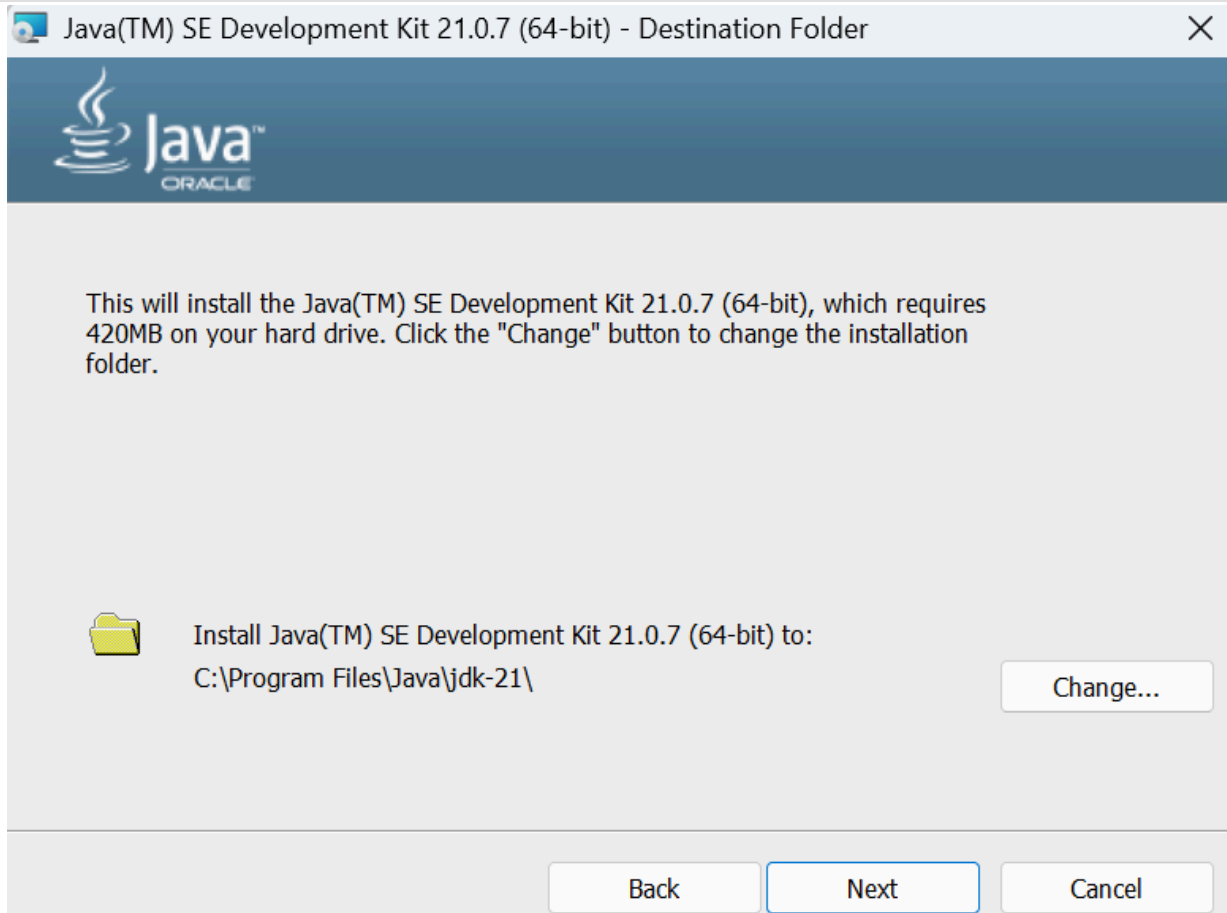 Java(TM) SE Development Kit 21.0.7 (64-bit) - Destination Folder
Java™
ORACLE
This will install the Java(TM) SE Development Kit 21.0.7 (64-bit), which requires
420MB on your hard drive. Click the "Change" button to change the installation
folder.
Install Java(TM) SE Development Kit 21.0.7 (64-bit) to:
C:\Program Files\Java\jdk-21\
Change...
Back
Next
Cancel